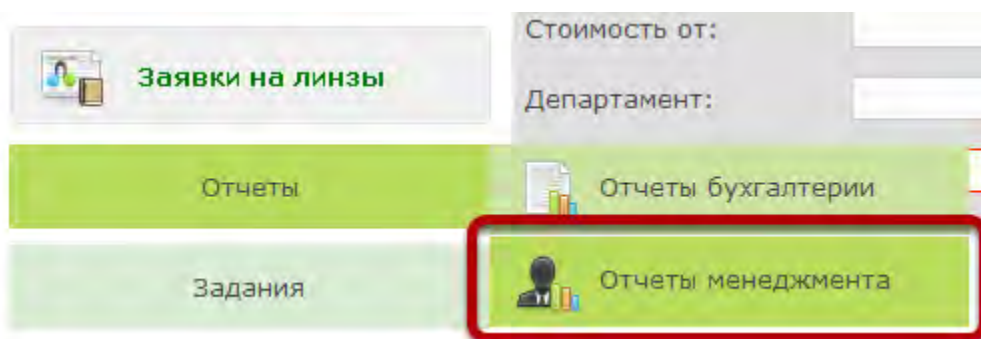 Стоимость от:
Заявки на линзы
Департамент:
Отчеты
Отчеты бухгалтерии
Задания
Отчеты менеджмента